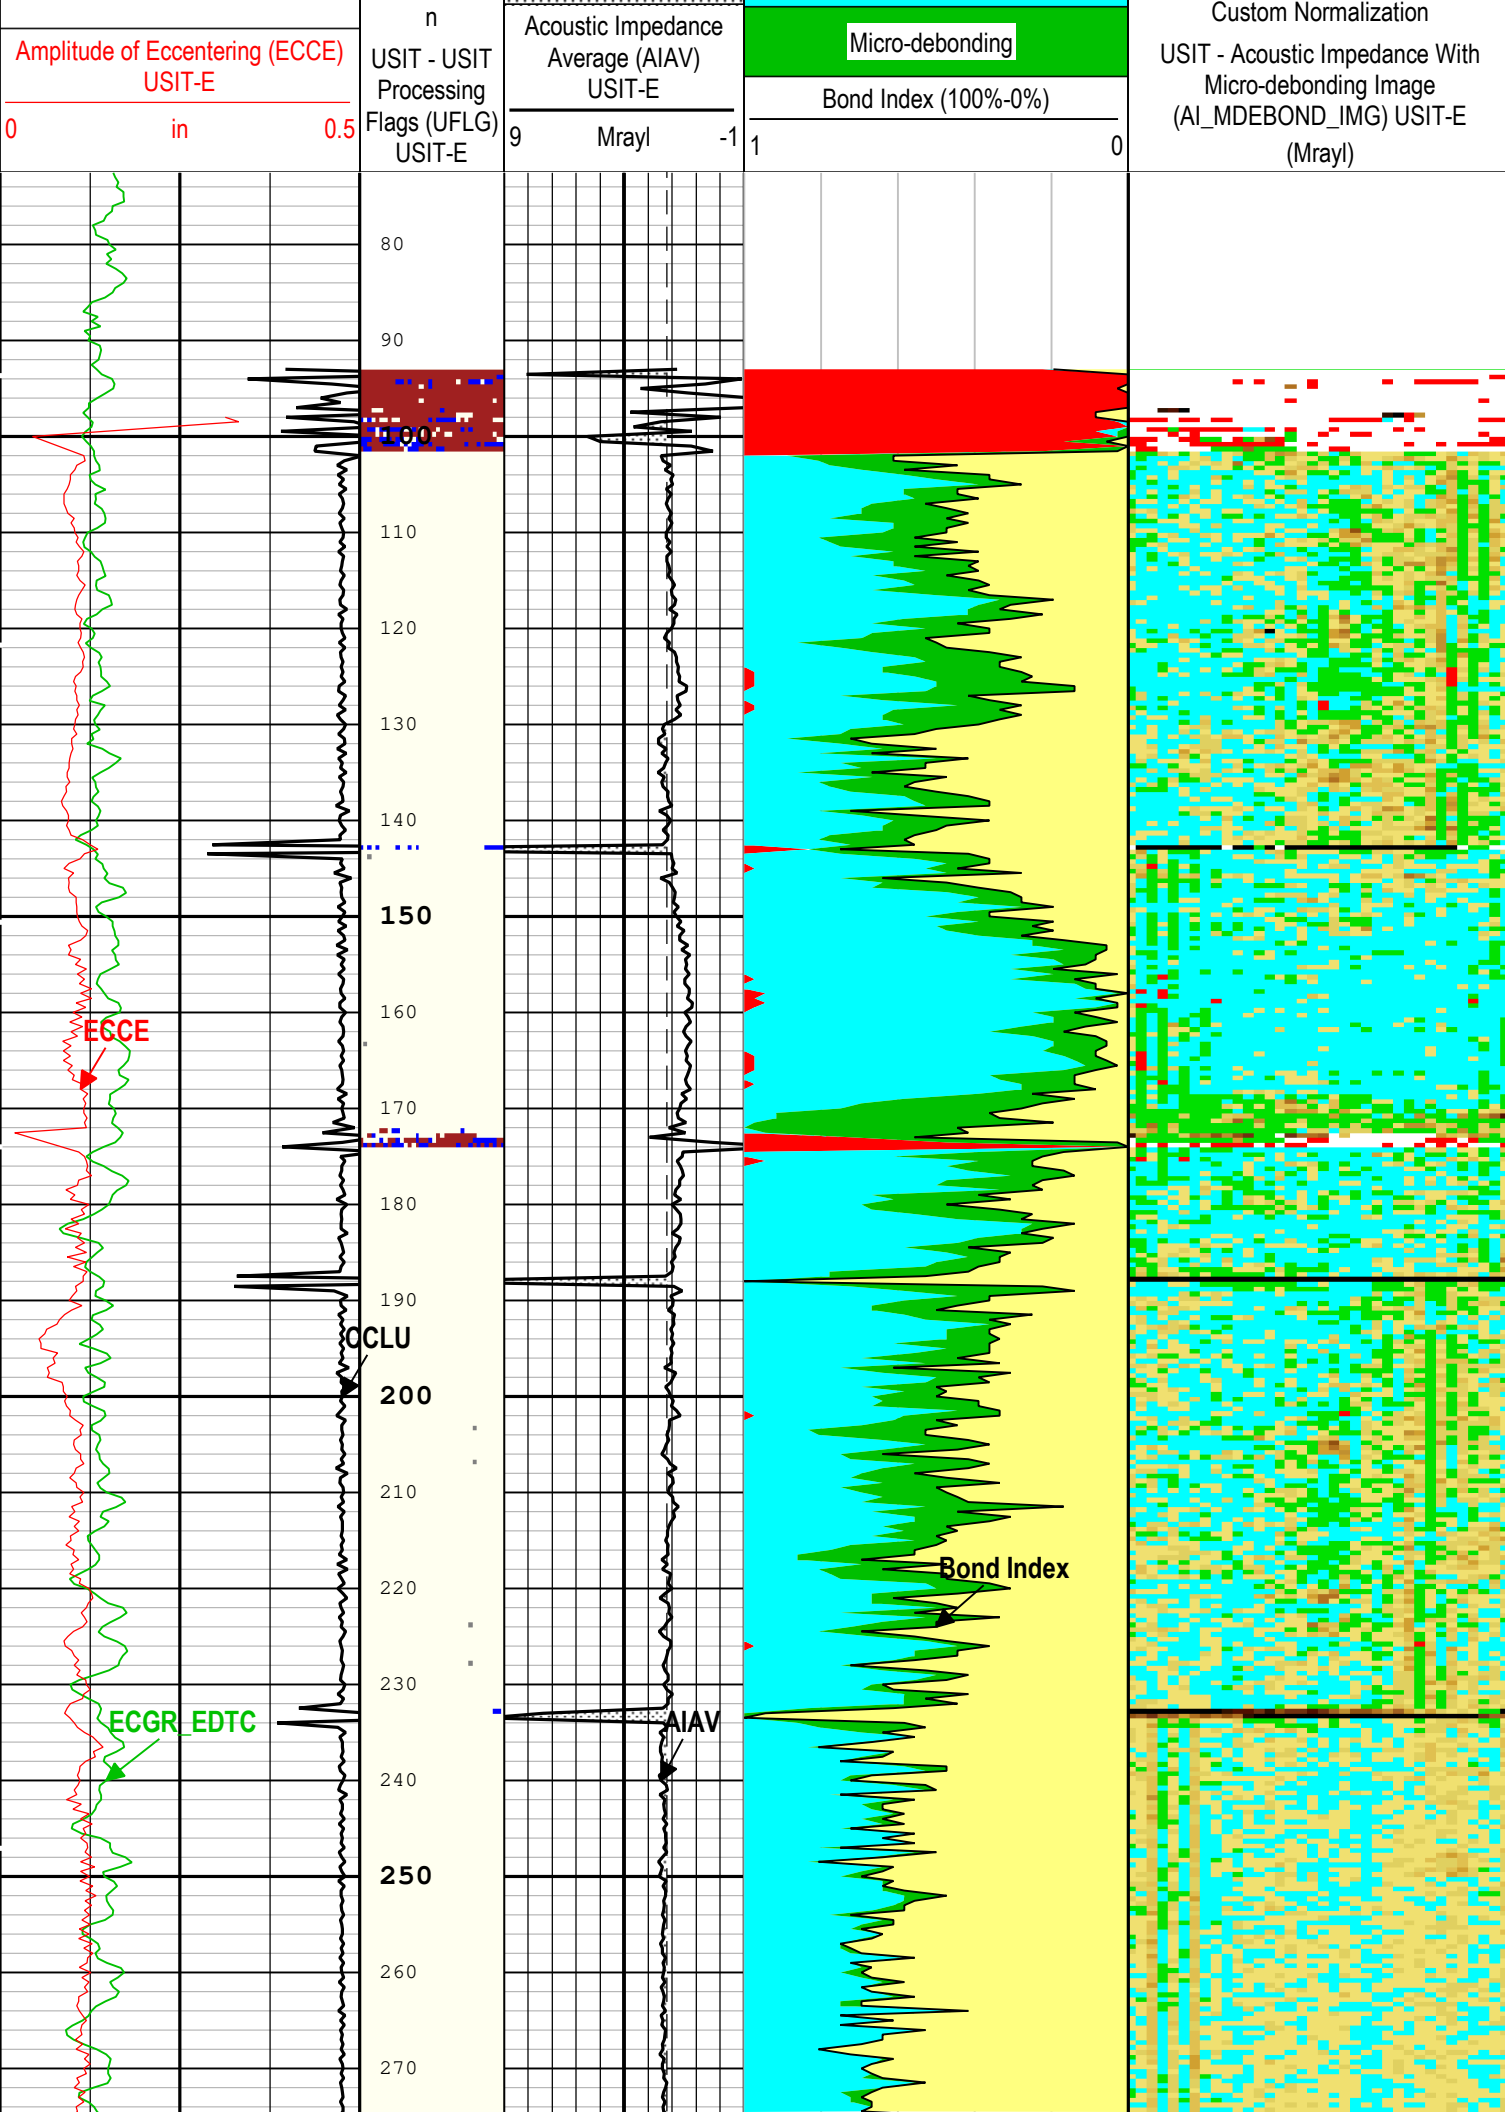 Amplitude of Eccentering (ECCE)
USIT-E
0 in 0.5
n
USIT - USIT
Processing
Flags (UFLG)
USIT-E
Acoustic Impedance
Average (AIAV)
USIT-E
9 Mrayl -1
Micro-debonding
Bond Index (100%-0%)
1 0
Custom Normalization
USIT - Acoustic Impedance With
Micro-debonding Image
(AI_MDEBOND_IMG) USIT-E
(Mrayl)
80
90
100
110
120
130
140
150
160
ECCE
170
180
190
CCLU
200
210
Bond Index
220
230
ECGR_EDTC
AIAV
240
250
260
270